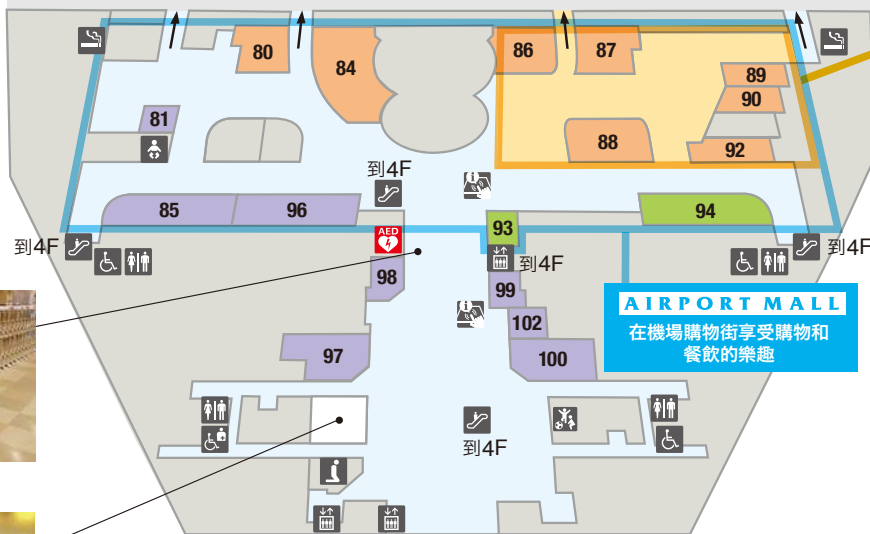 80
84
86
87
89
90
81
88
92
到4F
85
96
94
93
到4F
AED
到4F
到4F
98
99
AIRPORT MALL
在機場購物街享受購物和
餐飲的樂趣
102
97
100
到4F